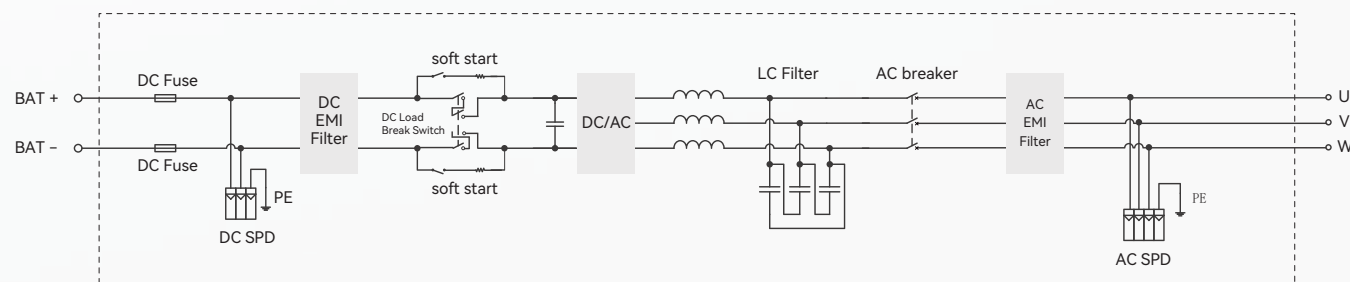 soft start
LC Filter
AC breaker
DC Fuse
BAT +
DC
EMI
Filter
DC Load
Break Switch
DC/AC
AC
EMI
Filter
U
V
BAT –
W
DC Fuse
soft start
PE
PE
DC SPD
AC SPD